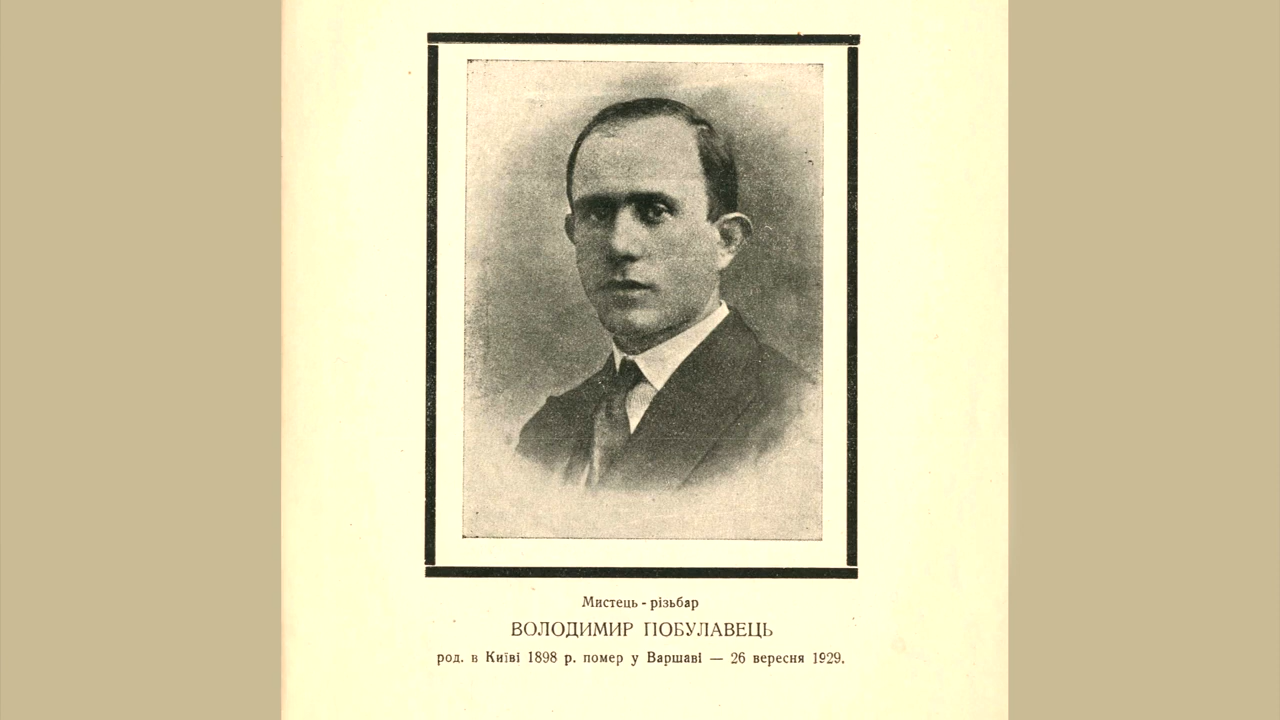 Мистець - різьбар
ВОЛОДИМИР ПОБУЛАВЕЦЬ
род. в Київі 1898 р. помер у Варшаві — 26 вересня 1929.